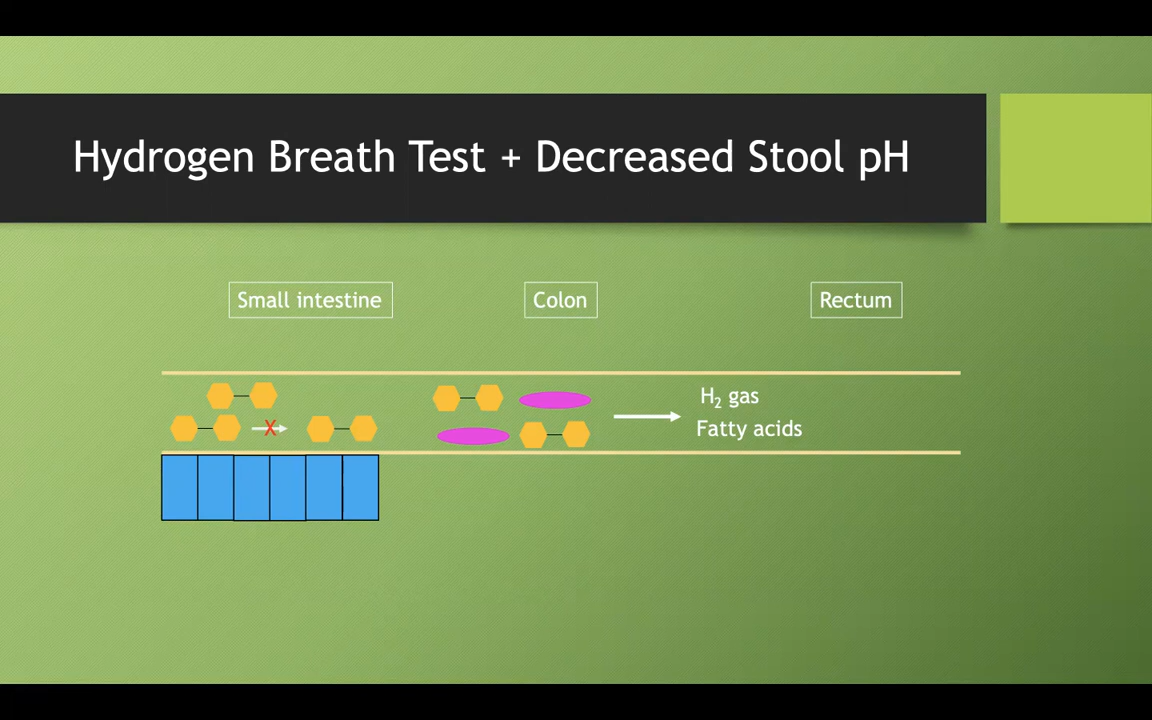 Hydrogen Breath Test + Decreased Stool pH
Small intestine
Colon
Rectum
H₂ gas
X
Fatty acids